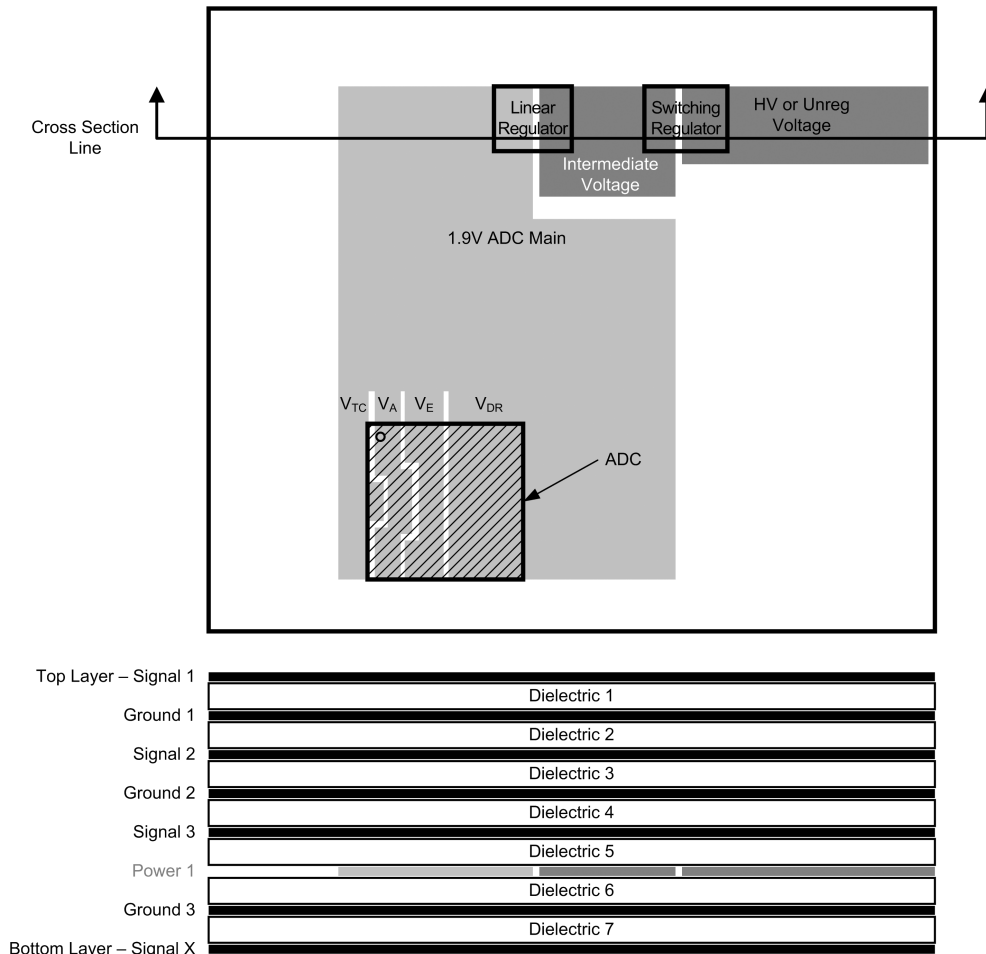 Cross Section
Line
Linear
Regulator
Switching
Regulator
HV or Unreg
Voltage
Intermediate
Voltage
1.9V ADC Main
VTC
VA
VE
VDR
ADC
Top Layer – Signal 1
Dielectric 1
Ground 1
Dielectric 2
Signal 2
Dielectric 3
Ground 2
Dielectric 4
Signal 3
Dielectric 5
Power 1
Dielectric 6
Ground 3
Dielectric 7
Bottom Layer – Signal X